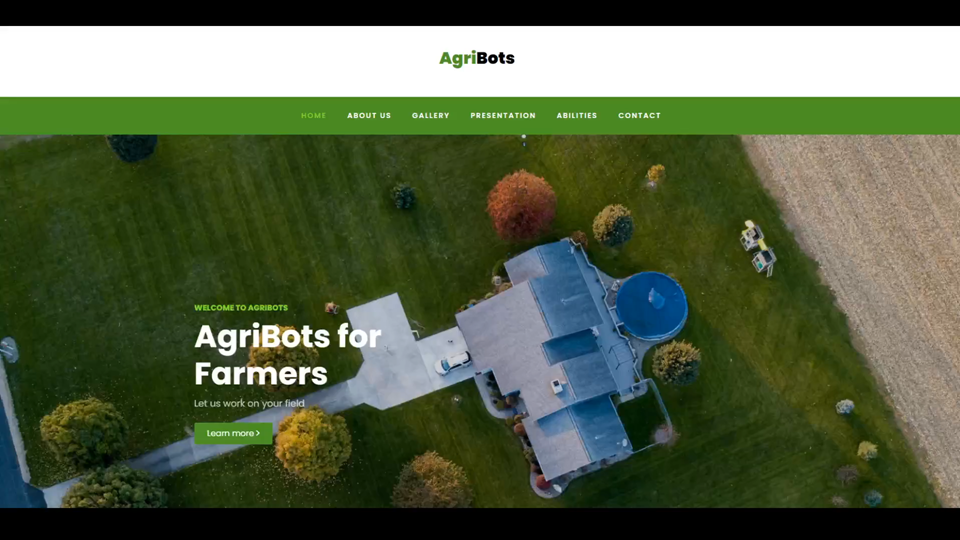 AgriBots
HOME ABOUT US GALLERY PRESENTATION ABILITIES CONTACT
WELCOME TO AGRIBOTS
AgriBots for
Farmers
Let us work on your field
Learn more >